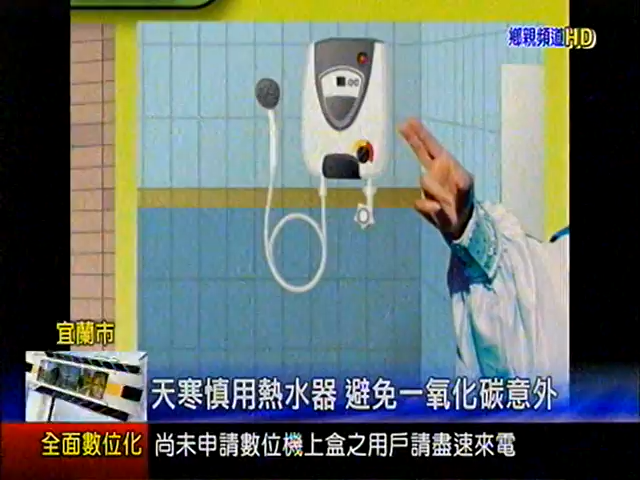 鄉親頻道HD
宜蘭市
天寒慎用熱水器 避免一氧化碳意外
全面數位化 尚未申請數位機上盒之用戶請盡速來電